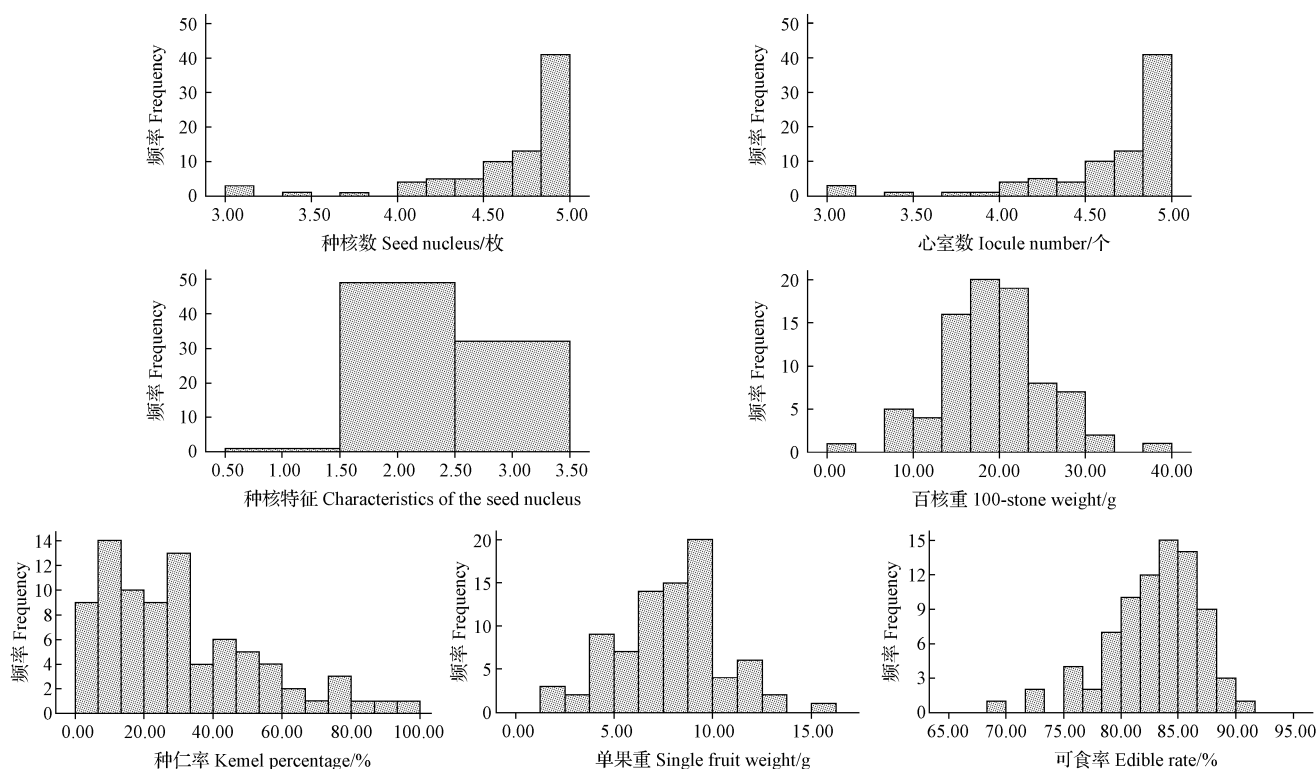 50
40
30
20
10
0
频率 Frequency
3.00 3.50 4.00 4.50 5.00
种核数 Seed nucleus/枚
50
40
30
20
10
0
频率 Frequency
3.00 3.50 4.00 4.50 5.00
心室数 Iocule number/个
50
40
30
20
10
0
频率 Frequency
0.50 1.00 1.50 2.00 2.50 3.00 3.50
种核特征 Characteristics of the seed nucleus
20
15
10
5
0
频率 Frequency
0.00 10.00 20.00 30.00 40.00
百核重 100-stone weight/g
14
12
10
8
6
4
2
0
频率 Frequency
0.00 20.00 40.00 60.00 80.00 100.00
种仁率 Kemel percentage/%
20
15
10
5
0
频率 Frequency
0.00 5.00 10.00 15.00
单果重 Single fruit weight/g
15
12
9
6
3
0
频率 Frequency
65.00 70.00 75.00 80.00 85.00 90.00 95.00
可食率 Edible rate/%